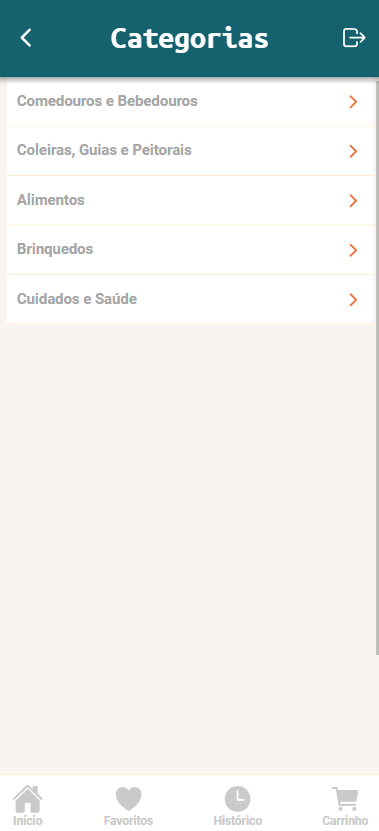 Categorias
Comedouros e Bebedouros
Coleiras, Guias e Peitorais
Alimentos
Brinquedos
Cuidados e Saúde
Início
Favoritos
Histórico
Carrinho